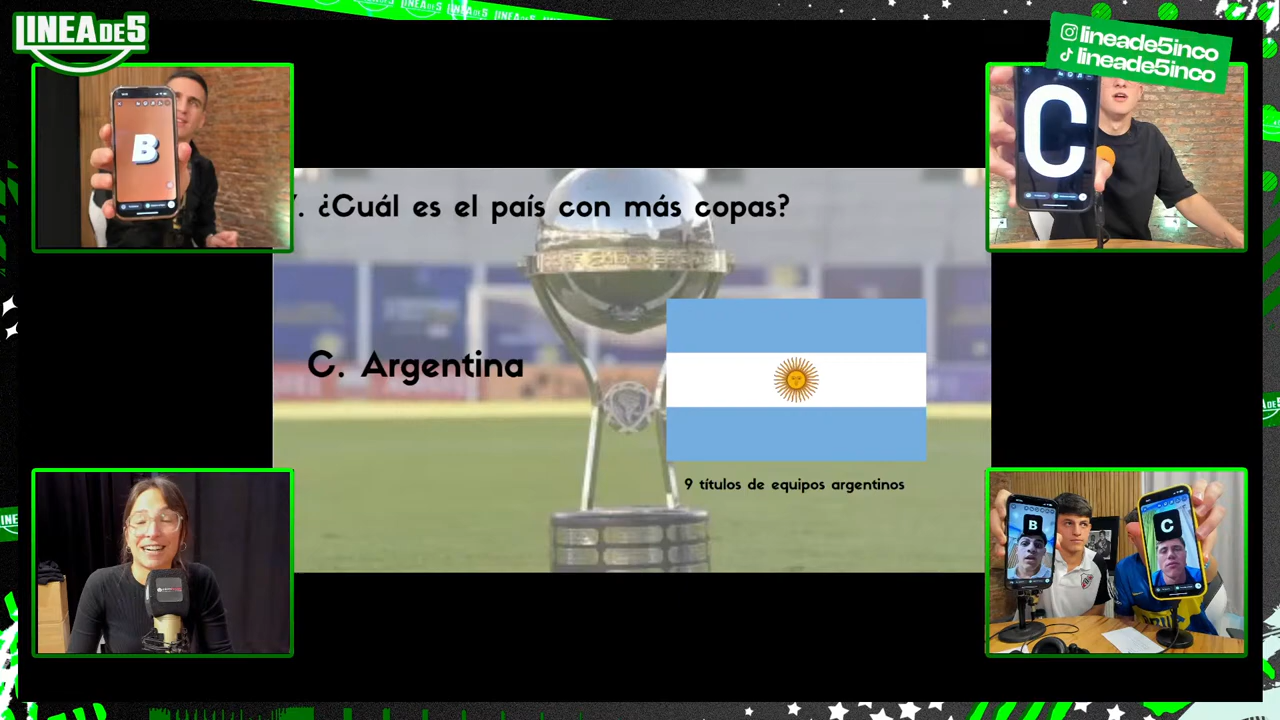 LINEA DE 5
lineade5inco
lineade5inco
B
C
¿Cuál es el país con más copas?
C. Argentina
9 títulos de equipos argentinos
B
C